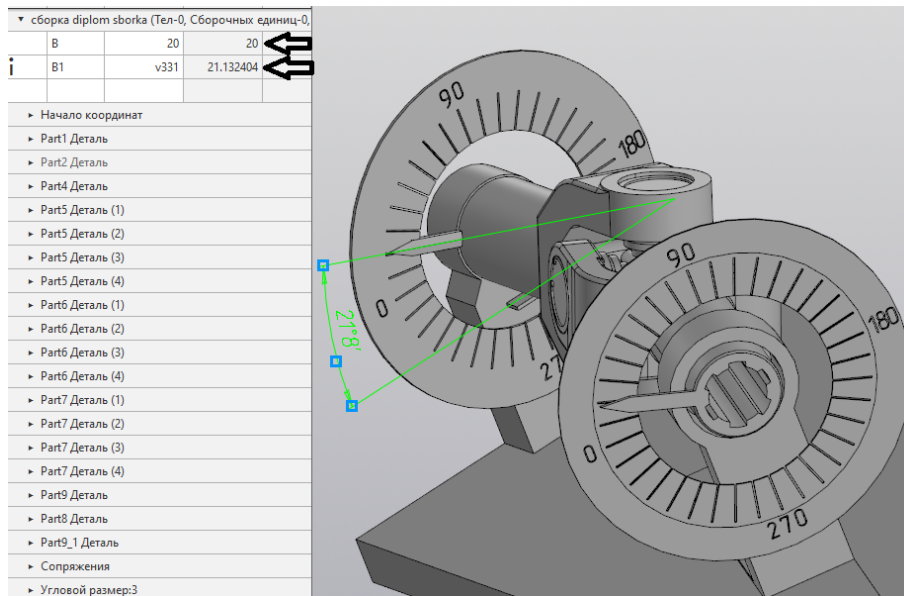 сборка diplom sborka (Тел-0, Сборочных единиц-0,
B 20 20
i B1 v331 21.132404
Начало координат
Part1 Деталь
Part2 Деталь
Part4 Деталь
Part5 Деталь (1)
Part5 Деталь (2)
Part5 Деталь (3)
Part5 Деталь (4)
Part6 Деталь (1)
Part6 Деталь (2)
Part6 Деталь (3)
Part6 Деталь (4)
Part7 Деталь (1)
Part7 Деталь (2)
Part7 Деталь (3)
Part7 Деталь (4)
Part9 Деталь
Part8 Деталь
Part9_1 Деталь
Сопряжения
Угловой размер:3
90
180
0
27
21°8'
90
180
0
270